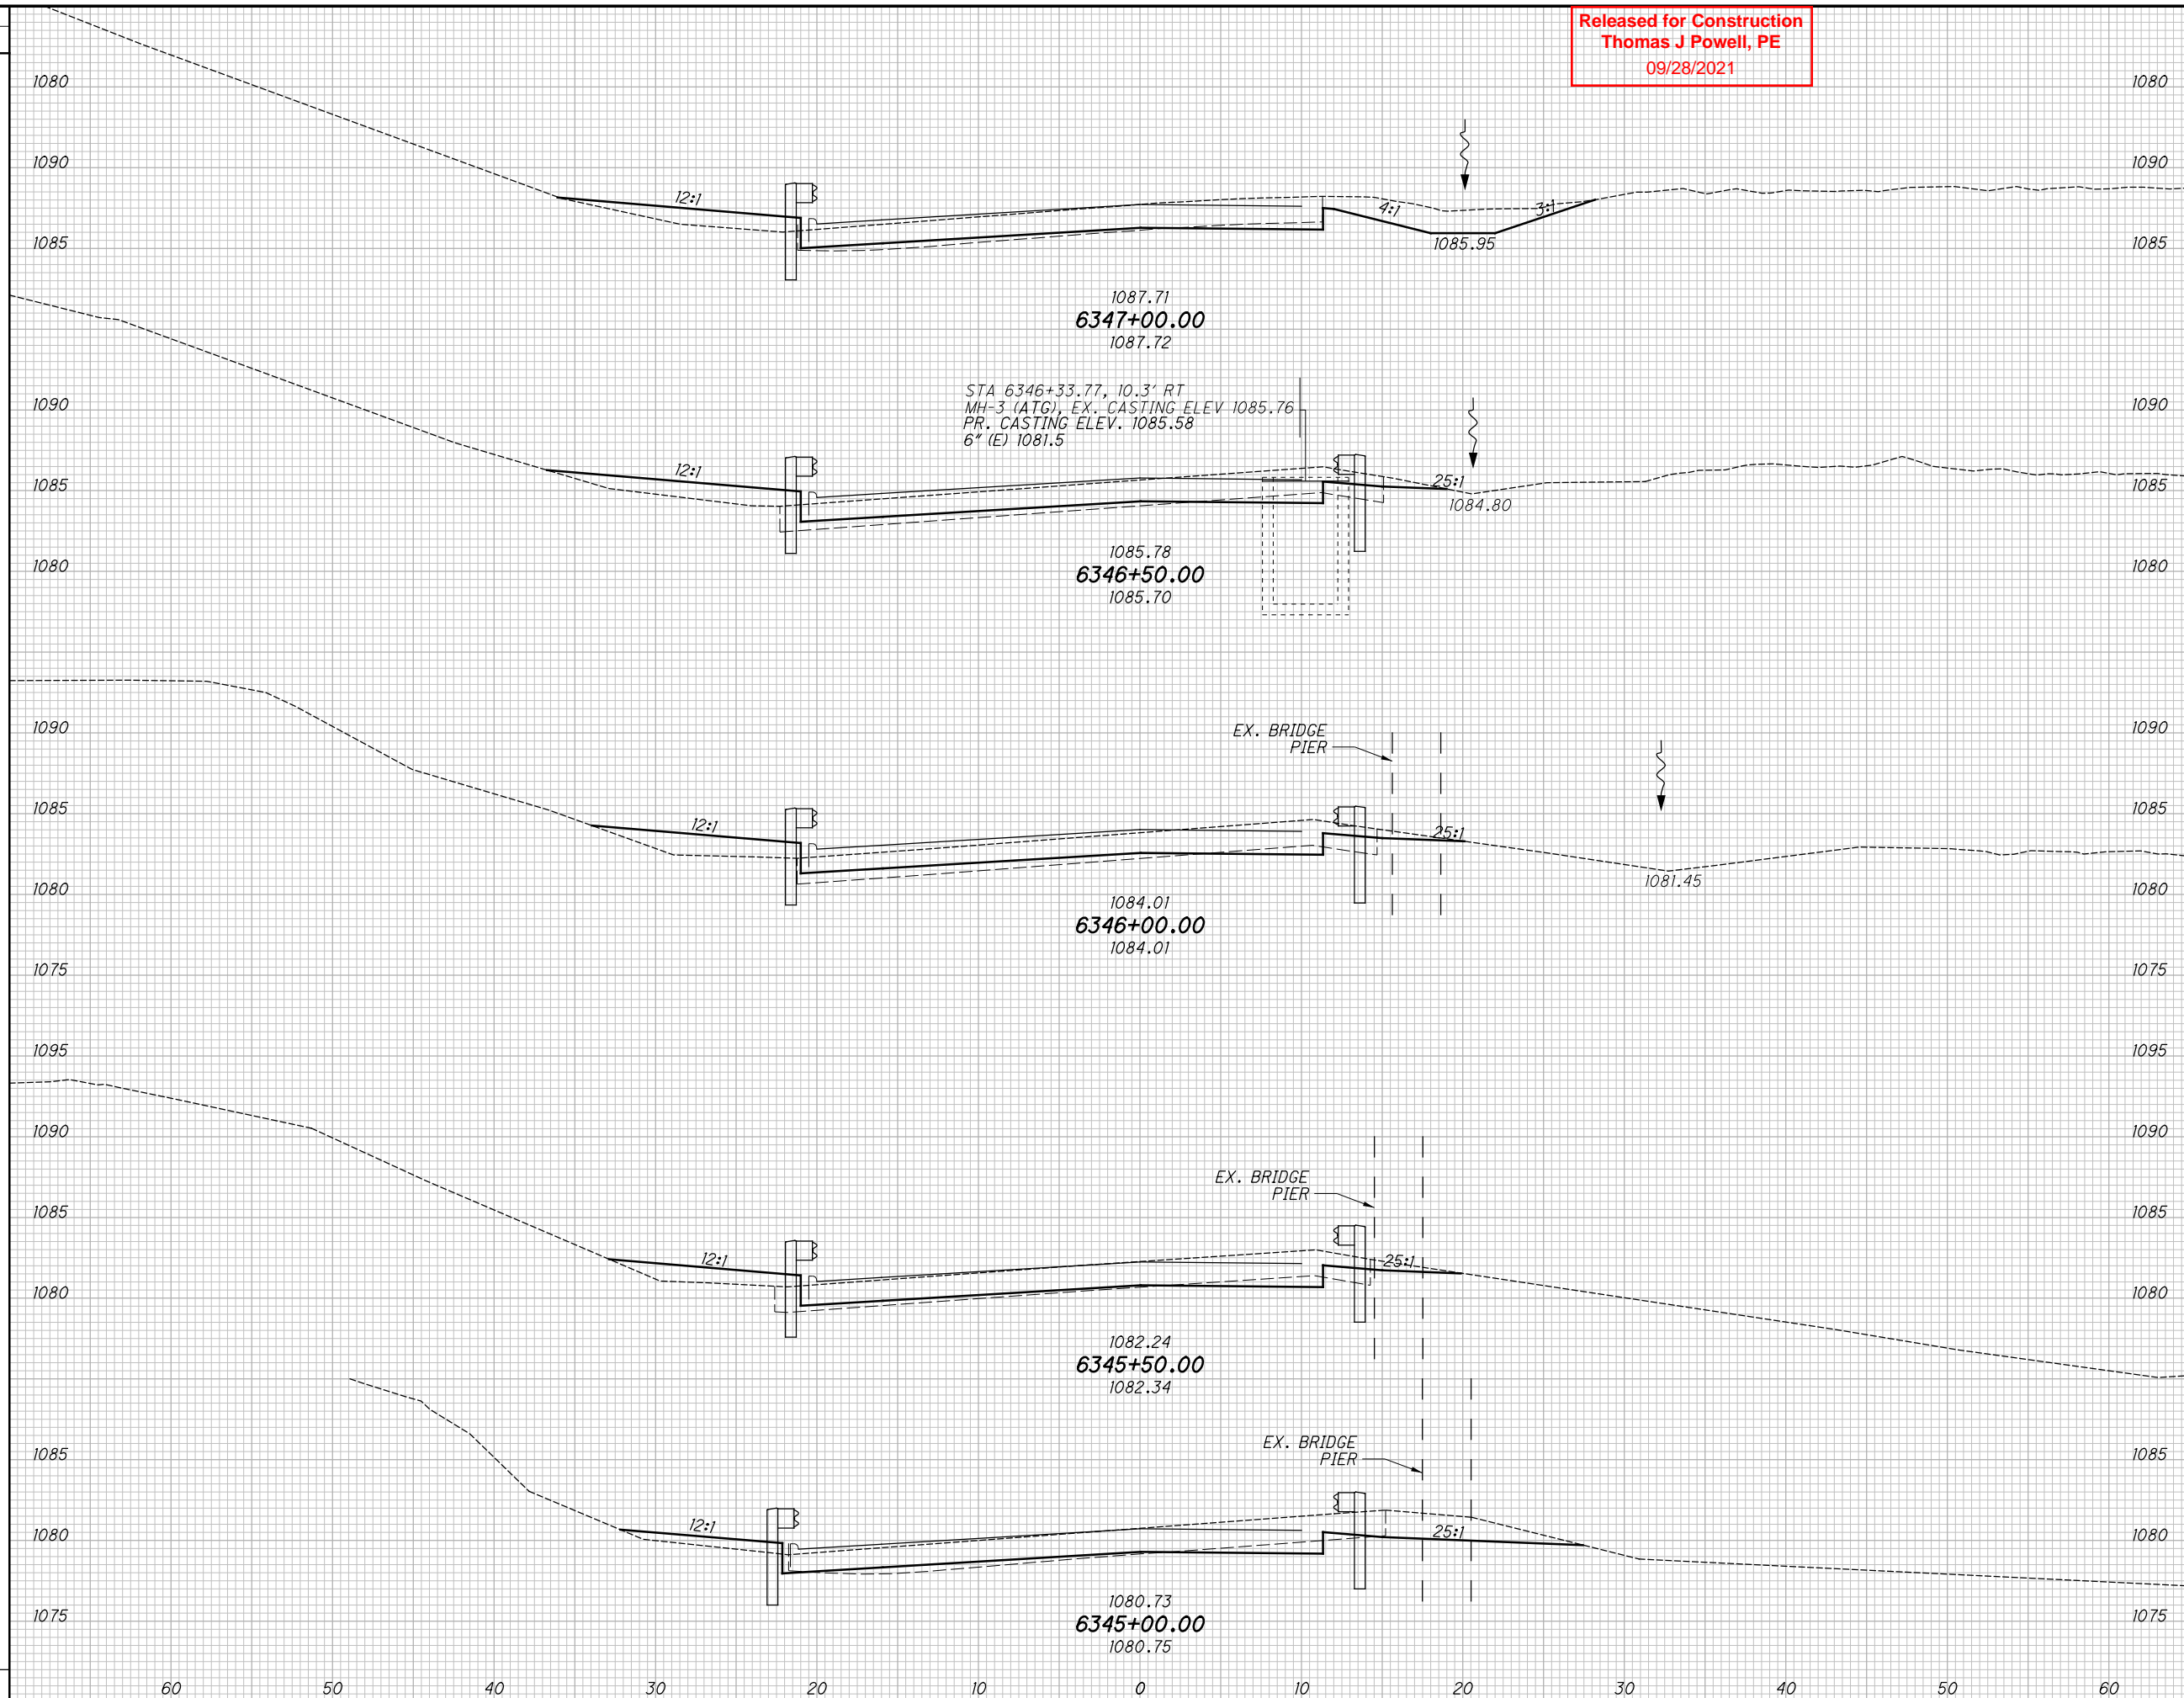 Released for Construction
Thomas J Powell, PE
09/28/2021
1080 1080
1090 1090
12:1
4:1 3:1
1085 1085.95 1085
1087.71
6347+00.00
1087.72
STA 6346+33.77, 10.3' RT
MH-3 (ATG), EX. CASTING ELEV 1085.76
PR. CASTING ELEV. 1085.58
6" (E) 1081.5
1090 1090
12:1
25:1
1085 1085
1084.80
1085.78
1080 1080
6346+50.00
1085.70
1090 1090
EX. BRIDGE
PIER
1085 1085
12:1 25:1
1080 1081.45 1080
1084.01
6346+00.00
1084.01
1075 1075
1095 1095
1090 1090
EX. BRIDGE
PIER
1085 1085
12:1 25:1
1080 1080
1082.24
6345+50.00
1082.34
EX. BRIDGE
PIER
1085 1085
12:1 25:1
1080 1080
1080.73
1075 1075
6345+00.00
1080.75
60 50 40 30 20 10 0 10 20 30 40 50 60